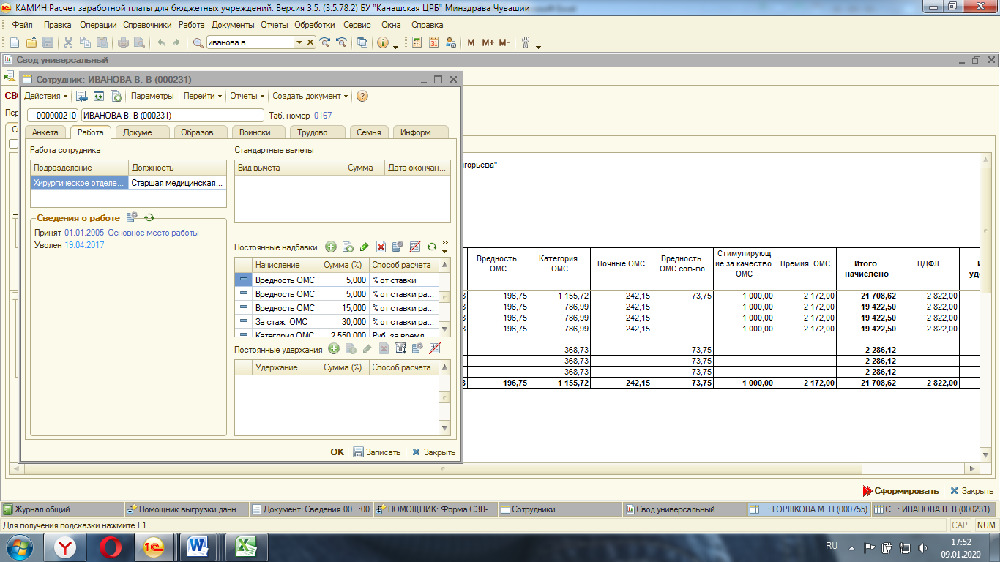 КАМИН:Расчет заработной платы для бюджетных учреждений. Версия 3.5. (3.5.78.2) БУ "Канашская ЦРБ" Минздрава Чувашии
Файл Правка Операции Справочники Работа Документы Отчеты Обработки Сервис Окна Справка
иванова в
M M+ M-
Свод универсальный
Сотрудник: ИВАНОВА В. В (000231)
Действия Параметры Перейти Отчеты Создать документ
000000210 ИВАНОВА В. В (000231) Таб. номер 0167
Анкета Работа Докуме... Образов... Воински... Трудово... Семья Информ...
Работа сотрудника
Подразделение Должность
Хирургическое отделе... Старшая медицинская...
Сведения о работе
Принят 01.01.2005 Основное место работы
Уволен 19.04.2017
Стандартные вычеты
Вид вычета Сумма Дата окончан...
Постоянные надбавки
Начисление Сумма (%) Способ расчета
Вредность ОМС 5,000 % от ставки
Вредность ОМС 5,000 % от ставки ра...
Вредность ОМС 15,000 % от ставки ра...
За стаж ОМС 30,000 % от ставки ра...
Категория ОМС 2 550,000 Руб. за время
Постоянные удержания
Удержание Сумма (%) Способ расчета
OK Записать Закрыть
горьева"
Вредность ОМС Категория ОМС Ночные ОМС Вредность ОМС сов-во Стимулирующ ие за качество ОМС Премия ОМС Итого начислено НДФЛ
196,75 1 155,72 242,15 73,75 1 000,00 2 172,00 21 708,62 2 822,00
196,75 786,99 242,15 1 000,00 2 172,00 19 422,50 2 822,00
196,75 786,99 242,15 1 000,00 2 172,00 19 422,50 2 822,00
196,75 786,99 242,15 1 000,00 2 172,00 19 422,50 2 822,00
368,73 73,75 2 286,12
368,73 73,75 2 286,12
368,73 73,75 2 286,12
196,75 1 155,72 242,15 73,75 1 000,00 2 172,00 21 708,62 2 822,00
Сформировать Закрыть
Журнал общий Помощник выгрузки данн... Документ: Сведения 00...:00 ПОМОЩНИК: Форма СЗВ-... Сотрудники Свод универсальный ...: ГОРШКОВА М. П (000755) С...: ИВАНОВА В. В (000231)
Для получения подсказки нажмите F1
CAP NUM
RU
17:52
09.01.2020